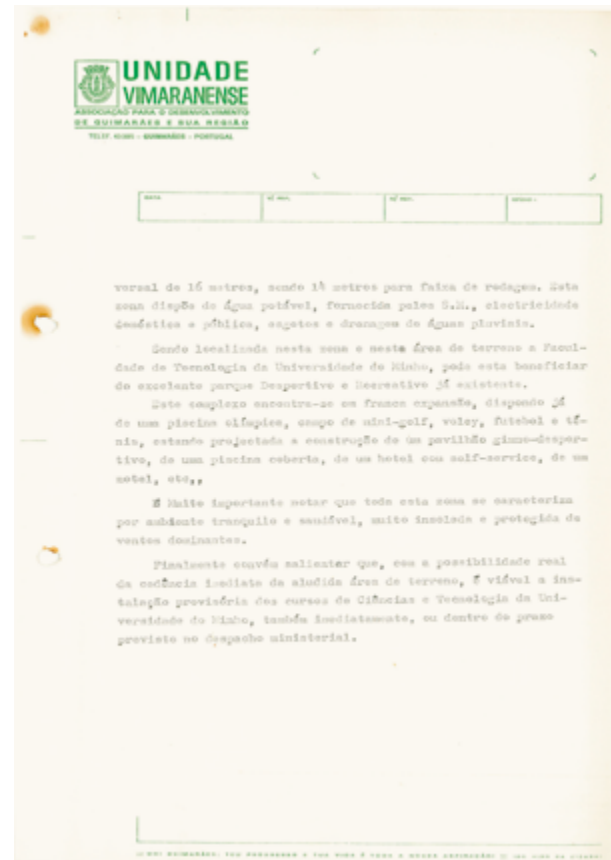 UNIDADE
VIMARANENSE
ASSOCIAÇÃO PARA O DESENVOLVIMENTO
DE GUIMARÃES E SUA REGIÃO
GUIMARÃES - PORTUGAL
versal de 16 metros, sendo 14 metros para faixa de rodagem. Esta
zona dispõe de água potável, fornecida pelos S.M., electricidade
doméstica e pública, esgotos e drenagem de águas pluviais.
Sendo localizada nesta zona e nesta área de terreno a Facul-
dade de Tecnologia da Universidade do Minho, pode esta beneficiar
do excelente parque Desportivo e Recreativo já existente.
Este complexo encontra-se em franca expansão, dispondo já
de uma piscina olímpica, campo de mini-golf, voley, futebol e té-
nis, estando projectada a construção de um pavilhão gimno-despor-
tivo, de uma piscina coberta, de um hotel com self-service, de um
motel, etc,,
É Muito importante notar que toda esta zona se caracteriza
por ambiente tranquilo e saudável, muito insolada e protegida de
ventos dominantes.
Finalmente convém salientar que, com a possibilidade real
da cedência imediata da aludida área de terreno, É viável a ins-
talação provisória dos cursos de Ciências e Tecnologia da Uni-
versidade do Minho, também imediatamente, ou dentro do prazo
previsto no despacho ministerial.